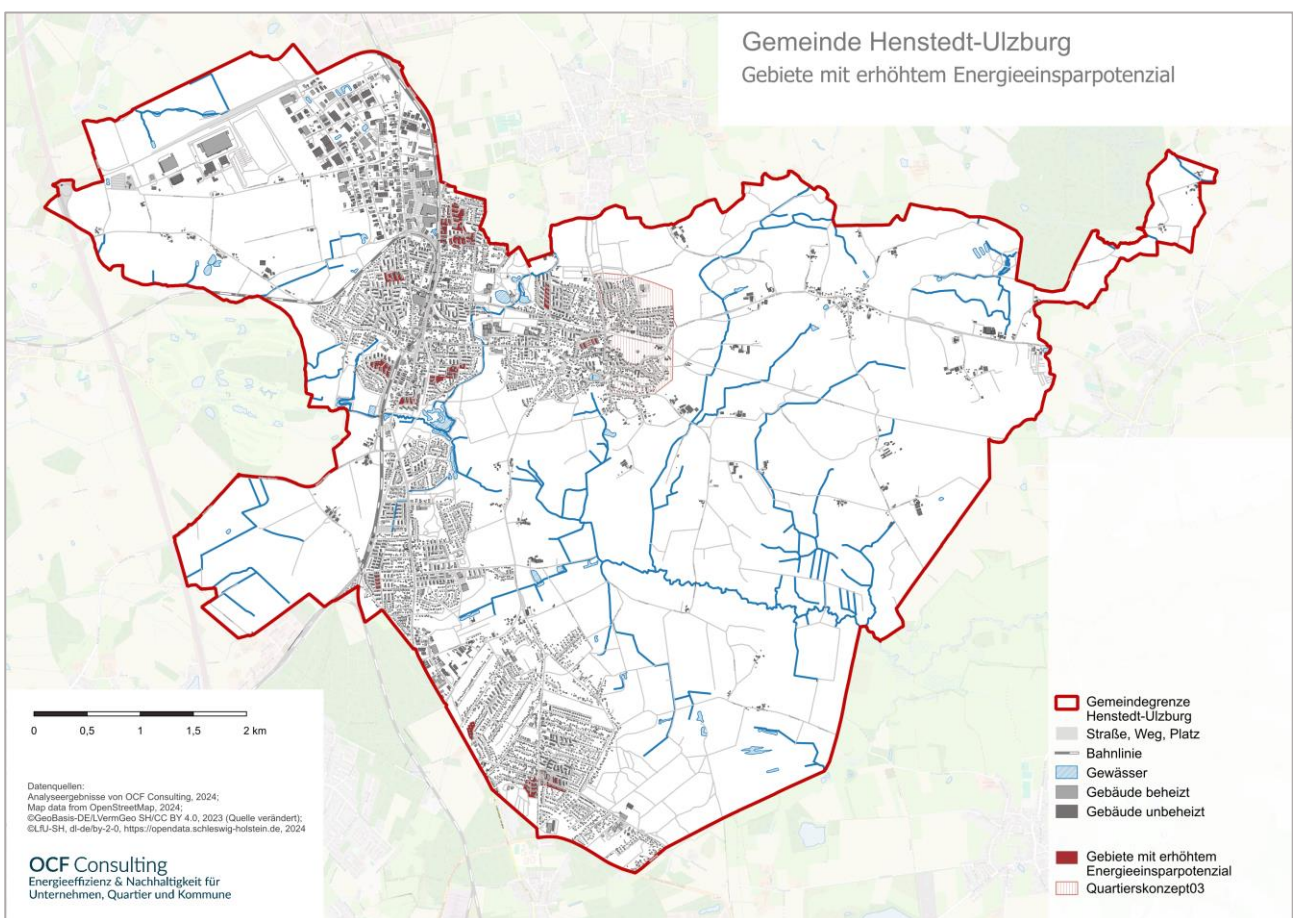 Gemeinde Henstedt-Ulzburg
Gebiete mit erhöhtem Energieeinsparpotenzial
0 0,5 1 1,5 2 km
Datenquellen:
Analyseergebnisse von OCF Consulting, 2024;
Map data from OpenStreetMap, 2024;
©GeoBasis-DE/LVermGeo SH/CC BY 4.0, 2023 (Quelle verändert);
©LfU-SH, dl-de/by-2-0, https://opendata.schleswig-holstein.de, 2024
OCF Consulting
Energieeffizienz & Nachhaltigkeit für
Unternehmen, Quartier und Kommune
Gemeindegrenze
Henstedt-Ulzburg
Straße, Weg, Platz
Bahnlinie
Gewässer
Gebäude beheizt
Gebäude unbeheizt
Gebiete mit erhöhtem
Energieeinsparpotenzial
Quartierskonzept03